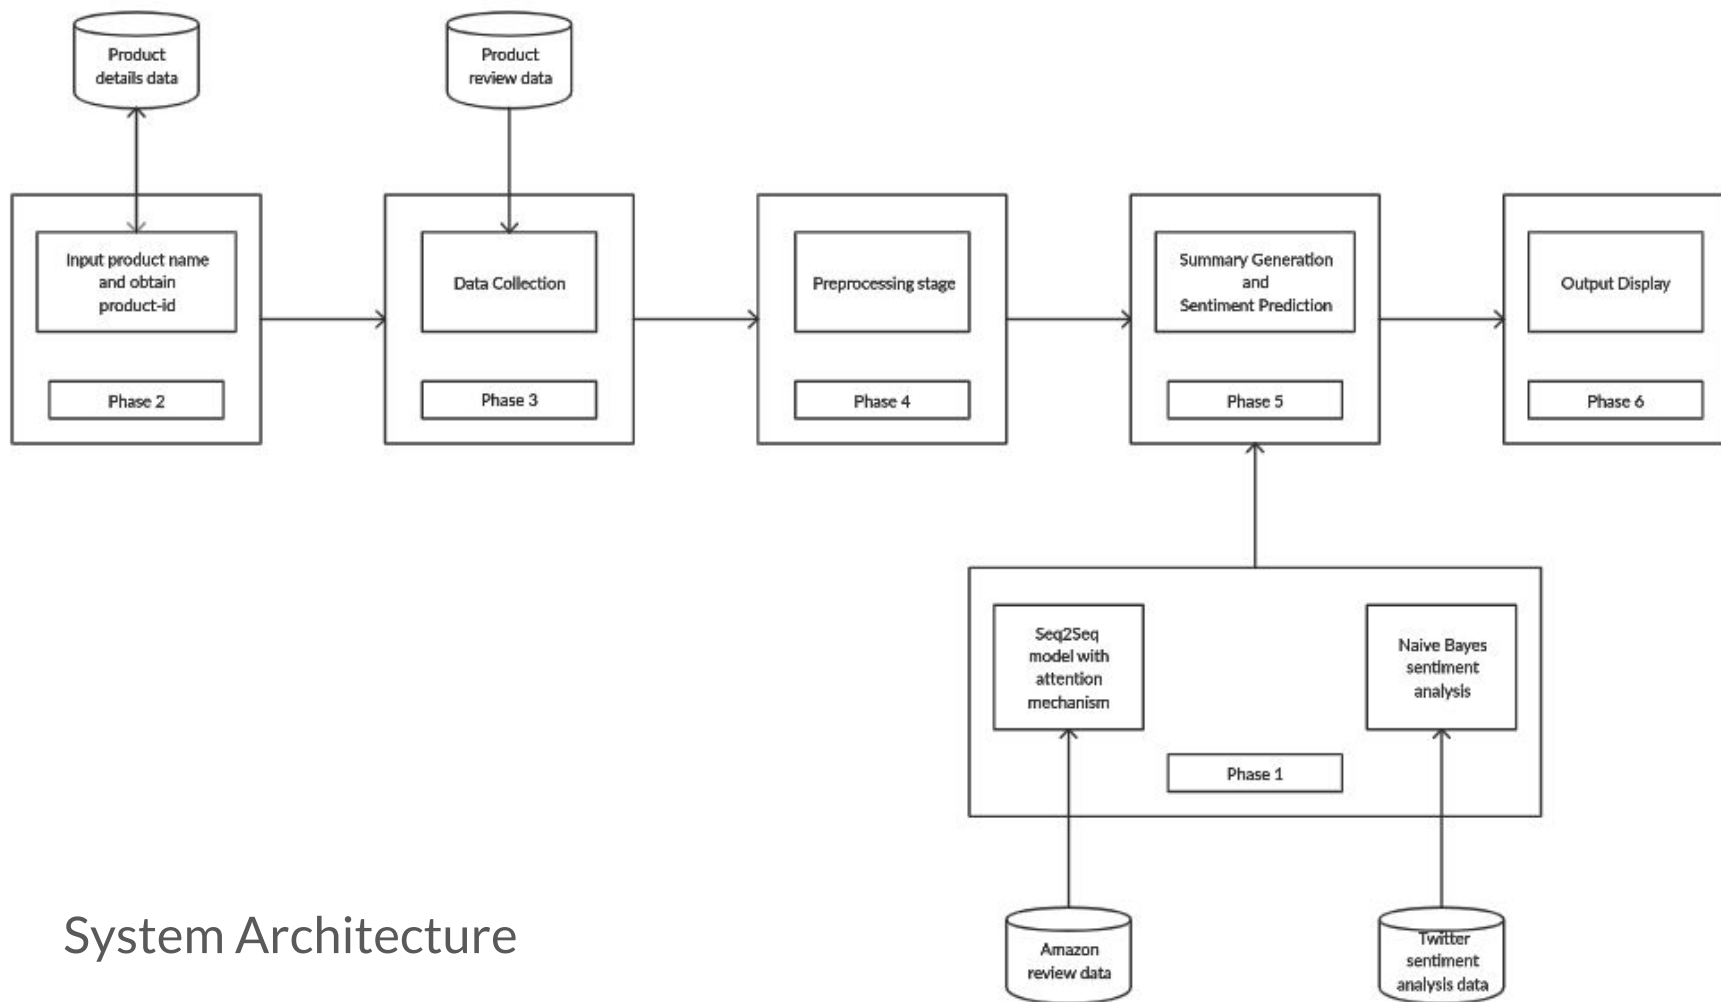 Product
details data
Product
review data
Input product name
and obtain
product-id
Phase 2
Data Collection
Phase 3
Preprocessing stage
Phase 4
Summary Generation
and
Sentiment Prediction
Phase 5
Output Display
Phase 6
Seq2Seq
model with
attention
mechanism
Naive Bayes
sentiment
analysis
Phase 1
System Architecture
Amazon
review data
Twitter
sentiment
analysis data